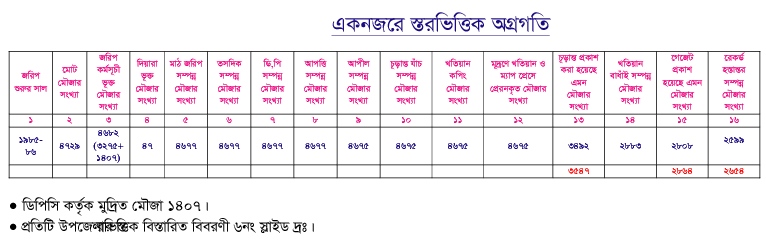 একনজরে স্তরভিত্তিক অগ্রগতি
জরিপ শুরুর সাল | মোট মৌজার সংখ্যা | জরিপ কর্মসূচী ভুক্ত মৌজার সংখ্যা | দিয়ারা ভুক্ত মৌজার সংখ্যা | মাঠ জরিপ সম্পন্ন মৌজার সংখ্যা | তসদিক সম্পন্ন মৌজার সংখ্যা | ডি,পি সম্পন্ন মৌজার সংখ্যা | আপত্তি সম্পন্ন মৌজার সংখ্যা | আপীল সম্পন্ন মৌজার সংখ্যা | চূড়ান্ত যাঁচ সম্পন্ন মৌজার সংখ্যা | খতিয়ান কপিং মৌজার সংখ্যা | মুদ্রণে খতিয়ান ও ম্যাপ প্রেসে প্রেরনকৃত মৌজার সংখ্যা | চূড়ান্ত প্রকাশ করা হয়েছে এমন মৌজার সংখ্যা | খতিয়ান বাধাঁই সম্পন্ন মৌজার সংখ্যা | গেজেট প্রকাশ হয়েছে এমন মৌজার সংখ্যা | রেকর্ড হস্তান্তর সম্পন্ন মৌজার সংখ্যা
১ | ২ | ৩ | ৪ | ৫ | ৬ | ৭ | ৮ | ৯ | ১০ | ১১ | ১২ | ১৩ | ১৪ | ১৫ | ১৬
১৯৮৫-৮৬ | ৪৭২৯ | ৪৬৮২ (৩২৭৫+১৪০৭) | ৪৭ | ৪৬৭৭ | ৪৬৭৭ | ৪৬৭৭ | ৪৬৭৭ | ৪৬৭৫ | ৪৬৭৫ | ৪৬৭৫ | ৪৬৭৫ | ৩৪৯২ | ২৮৮৩ | ২৮০৮ | ২৫৯৯
৩৫৪৭ | ২৮৬৪ | ২৬৫৪
● ডিপিসি কর্তৃক মুদ্রিত মৌজা ১৪০৭।
● প্রতিটি উপজেলার ভিত্তিক বিস্তারিত বিবরণী ৬নং স্লাইড দ্রঃ।